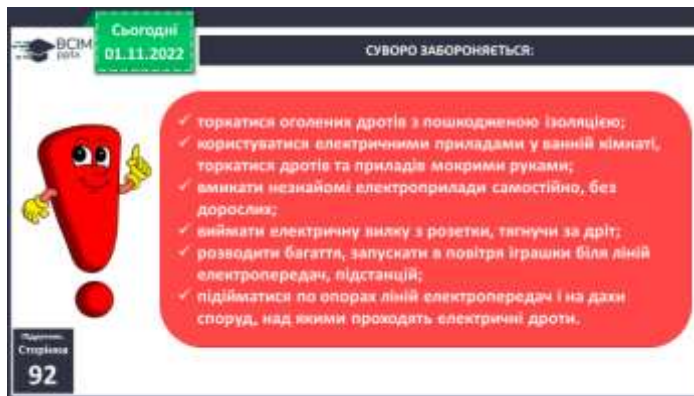 Сьогодні
01.11.2022
ВСІМ
pptx
СУВОРО ЗАБОРОНЯЄТЬСЯ:
✓ торкатися оголених дротів з пошкодженою ізоляцією;
✓ користуватися електричними приладами у ванній кімнаті,
торкатися дротів та приладів мокрими руками;
✓ вмикати незнайомі електроприлади самостійно, без
дорослих;
✓ виймати електричну вилку з розетки, тягнучи за дріт;
✓ розводити багаття, запускати в повітря іграшки біля ліній
електропередач, підстанцій;
✓ підійматися по опорах ліній електропередач і на дахи
споруд, над якими проходять електричні дроти.
Підручник.
Сторінка
92